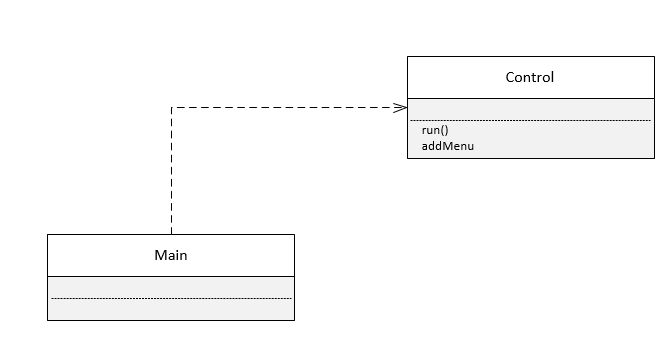 Control
run()
addMenu
Main